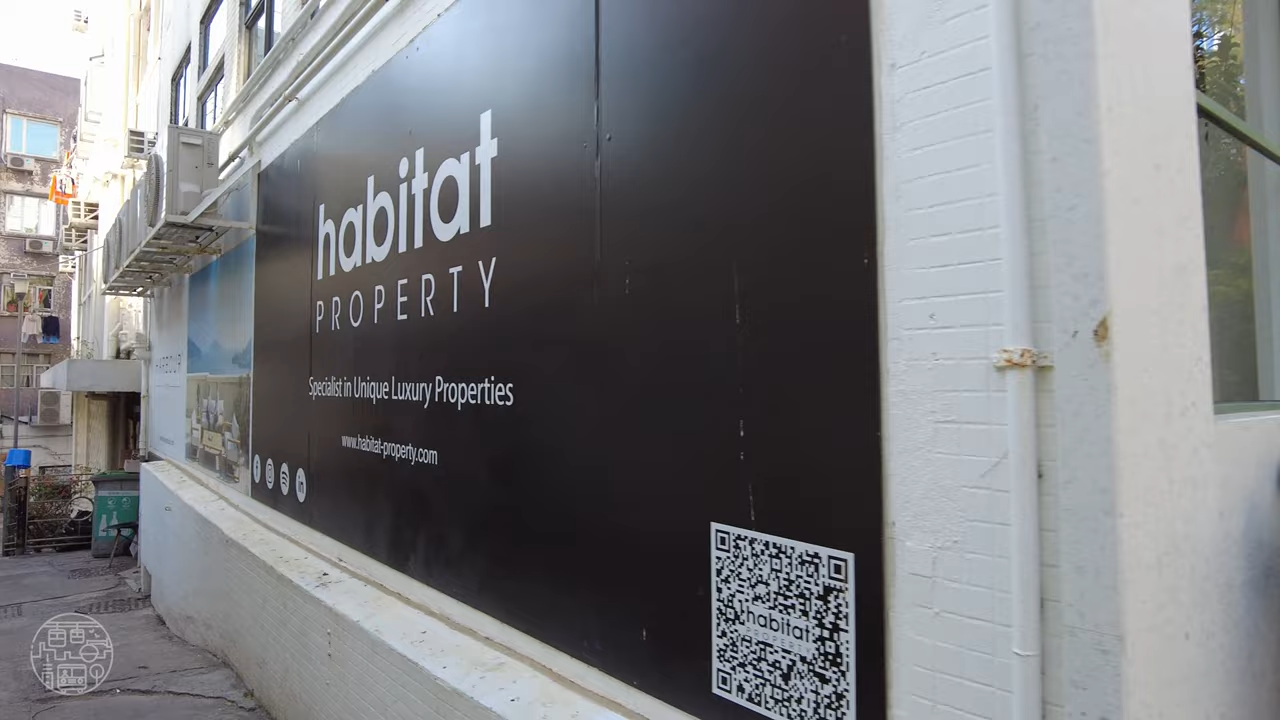 habitat
PROPERTY
Specialist in Unique Luxury Properties
www.habitat-property.com
habitat
PROPERTY